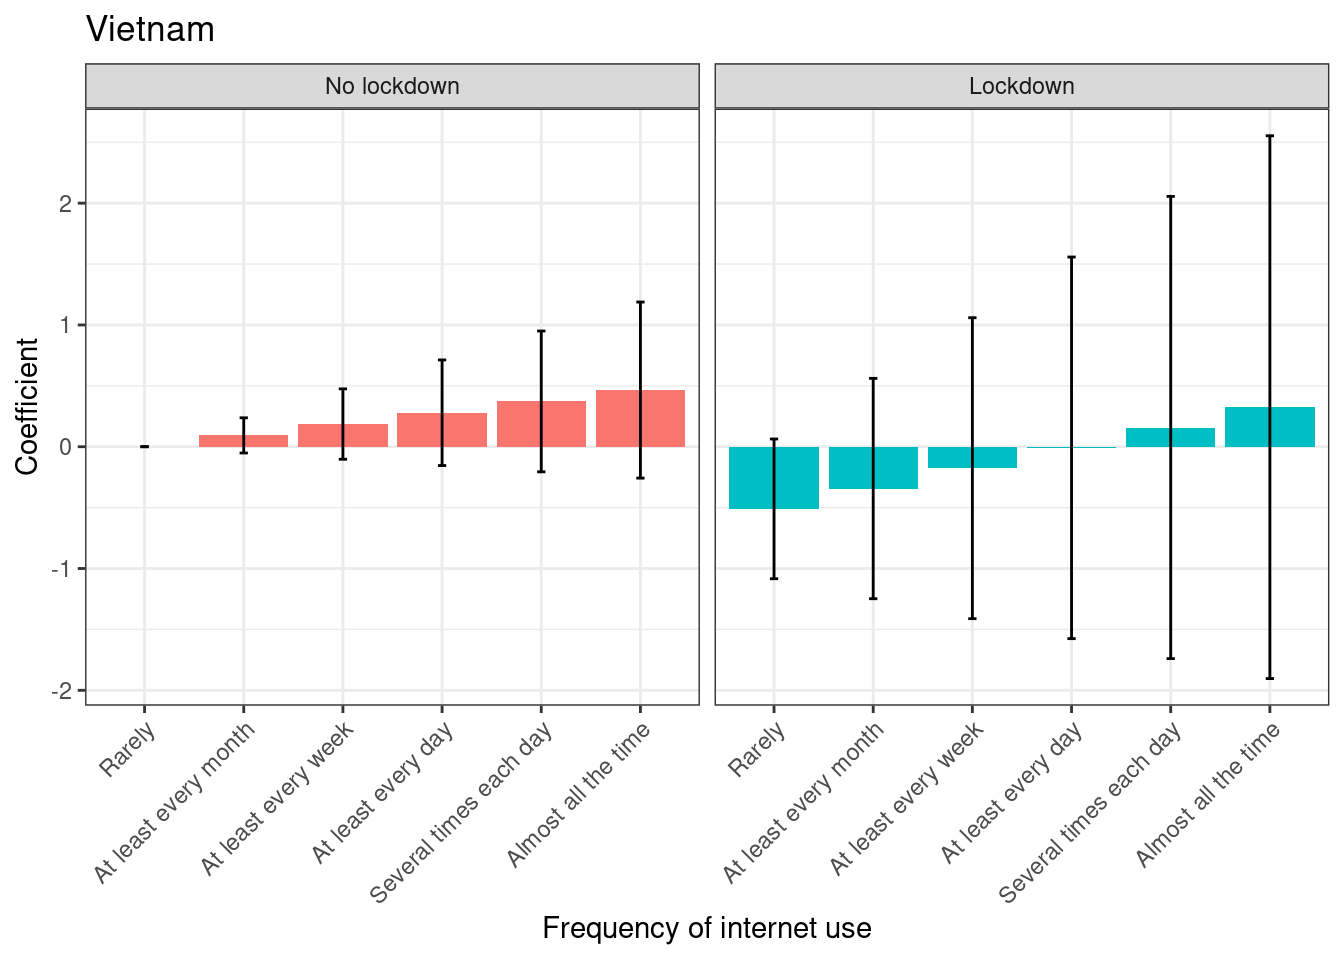 Vietnam
No lockdown
Lockdown
Coefficient
2
1
0
-1
-2
Rarely
At least every month
At least every week
At least every day
Several times each day
Almost all the time
Rarely
At least every month
At least every week
At least every day
Several times each day
Almost all the time
Frequency of internet use